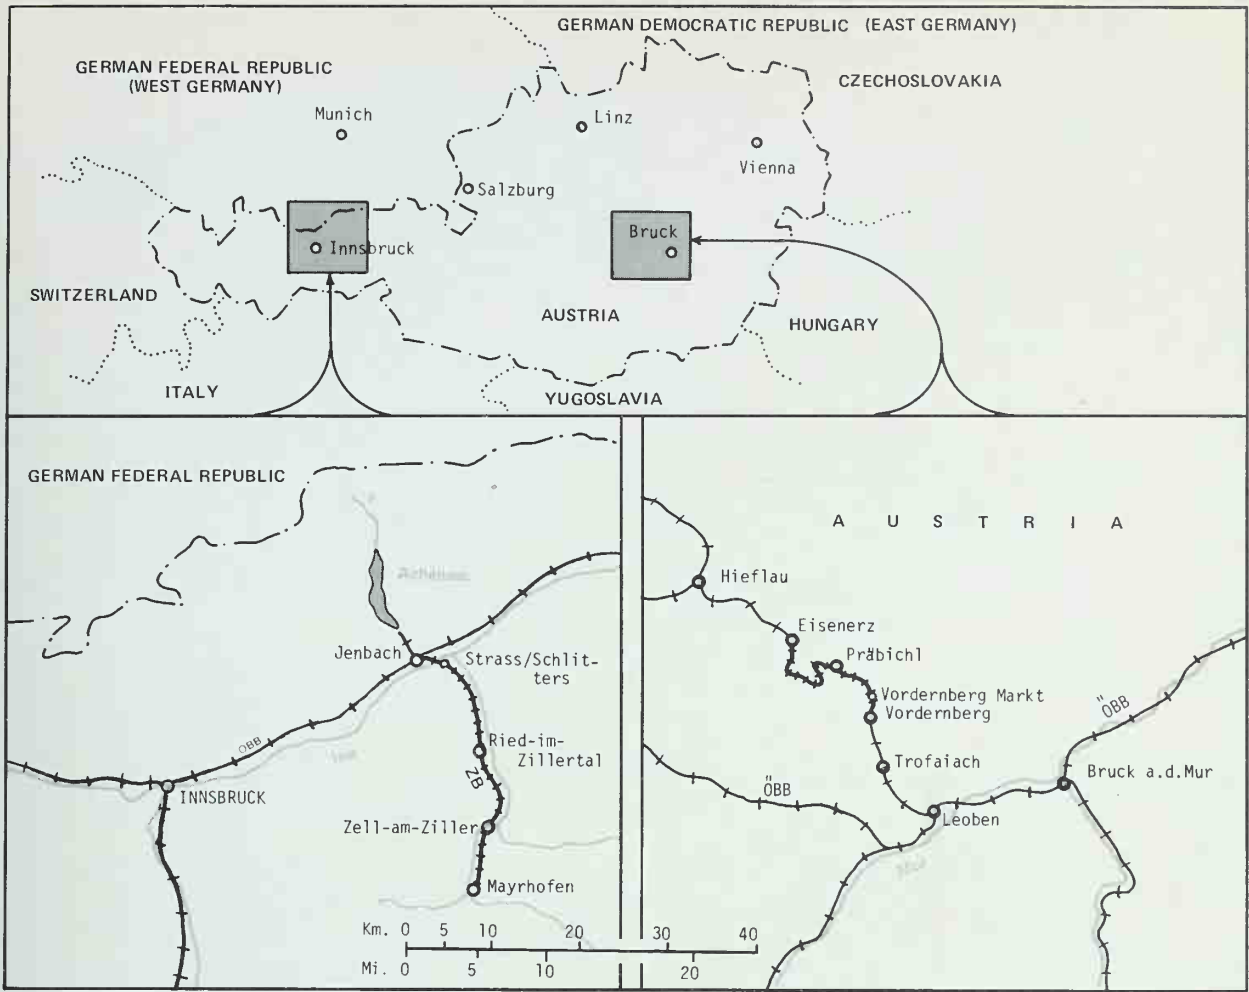 GERMAN DEMOCRATIC REPUBLIC (EAST GERMANY)
GERMAN FEDERAL REPUBLIC
(WEST GERMANY)
CZECHOSLOVAKIA
Munich
Linz
Vienna
Salzburg
Bruck
Innsbruck
SWITZERLAND
AUSTRIA
HUNGARY
ITALY
YUGOSLAVIA
GERMAN FEDERAL REPUBLIC
Jenbach
Strass/Schlit-
ters
ÖBB
Ried-im-
Zillertal
ZB
INNSBRUCK
Zell-am-Ziller
Mayrhofen
AUSTRIA
Hieflau
Eisenerz
Präbichl
Vordernberg Markt
Vordernberg
ÖBB
Trofaiach
Bruck a.d.Mur
ÖBB
Leoben
Km. 0 5 10 20 30 40
Mi. 0 5 10 20